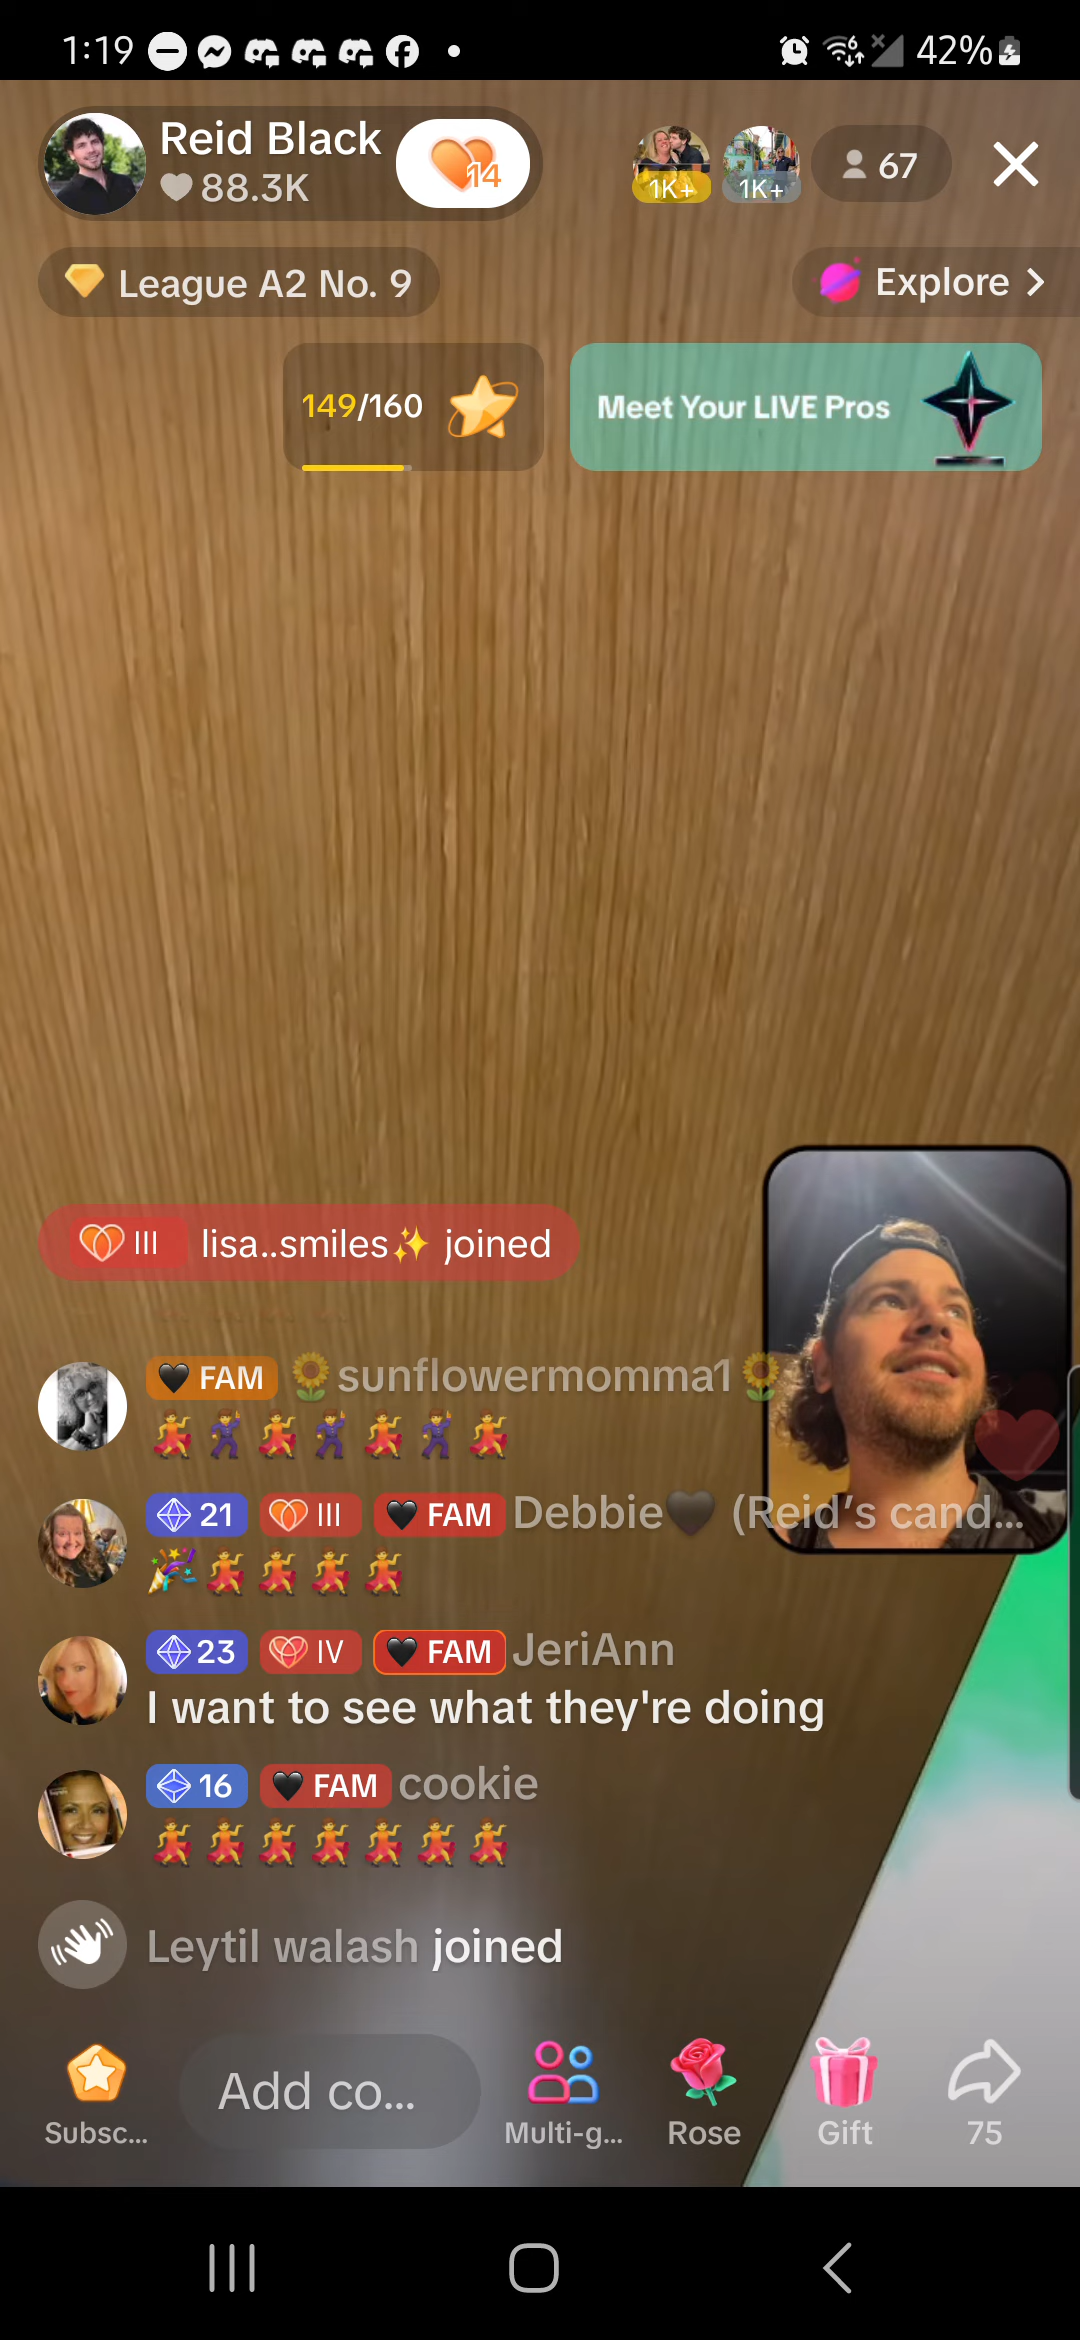 1:19
42%
Reid Black
88.3K
14
1K+
1K+
67
League A2 No. 9
Explore
149/160
Meet Your LIVE Pros
III lisa..smiles✨ joined
🖤 FAM 🌻sunflowermomma1🌻
💃🕺💃🕺💃🕺💃
21 III 🖤 FAM Debbie🖤 (Reid’s cand...
🎉💃💃💃💃
23 IV 🖤 FAM JeriAnn
I want to see what they're doing
16 🖤 FAM cookie
💃💃💃💃💃💃💃
Leytil walash joined
Add co...
Subsc...
Multi-g...
Rose
Gift
75